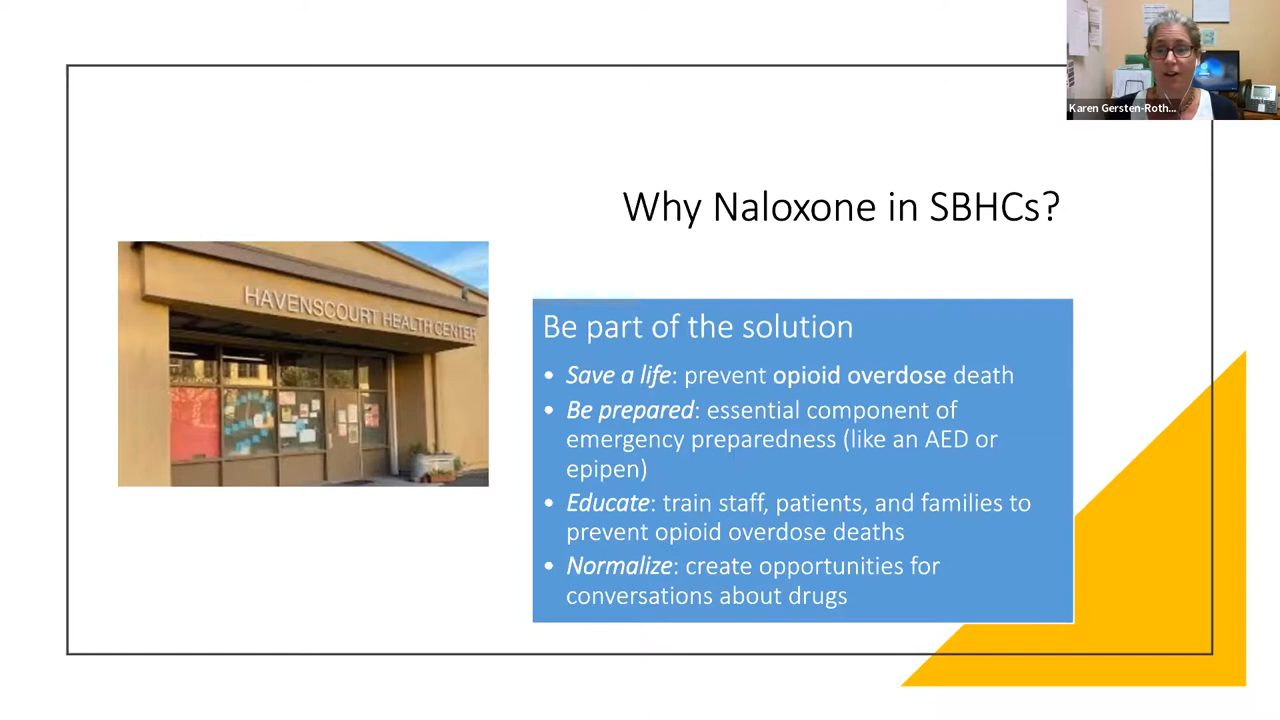 Karen Gersten-Roth...
Why Naloxone in SBHCs?
HAVENSCOURT HEALTH CENTER
Be part of the solution
• Save a life: prevent opioid overdose death
• Be prepared: essential component of
emergency preparedness (like an AED or
epipen)
• Educate: train staff, patients, and families to
prevent opioid overdose deaths
• Normalize: create opportunities for
conversations about drugs